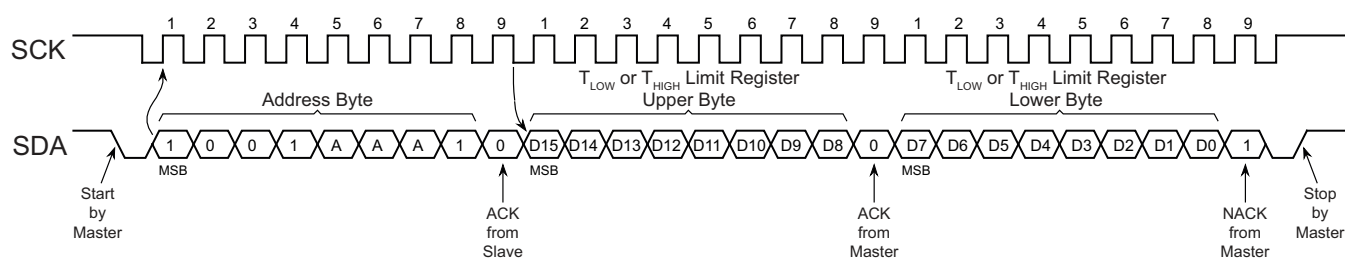 1 2 3 4 5 6 7 8 9 1 2 3 4 5 6 7 8 9 1 2 3 4 5 6 7 8 9
SCK
TLOW or THIGH Limit Register TLOW or THIGH Limit Register
Address Byte Upper Byte Lower Byte
SDA 1 0 0 1 A A A 1 0 D15 D14 D13 D12 D11 D10 D9 D8 0 D7 D6 D5 D4 D3 D2 D1 D0 1
MSB MSB MSB
Start
by
Master
ACK
from
Slave
ACK
from
Master
NACK
from
Master
Stop
by
Master